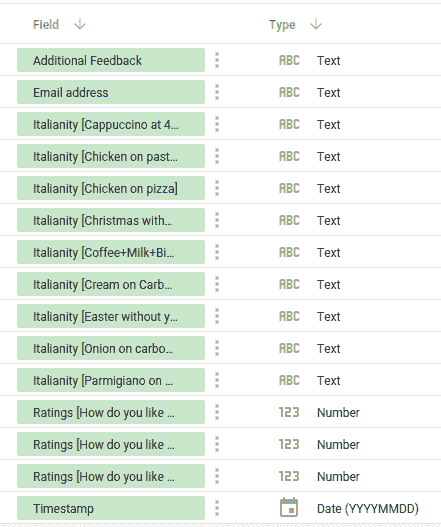 Field Type
Additional Feedback ABC Text
Email address ABC Text
Italianity [Cappuccino at 4... ABC Text
Italianity [Chicken on past... ABC Text
Italianity [Chicken on pizza] ABC Text
Italianity [Christmas with... ABC Text
Italianity [Coffee+Milk+Bi... ABC Text
Italianity [Cream on Carb... ABC Text
Italianity [Easter without y... ABC Text
Italianity [Onion on carbo... ABC Text
Italianity [Parmigiano on ... ABC Text
Ratings [How do you like ... 123 Number
Ratings [How do you like ... 123 Number
Ratings [How do you like ... 123 Number
Timestamp Date (YYYYMMDD)